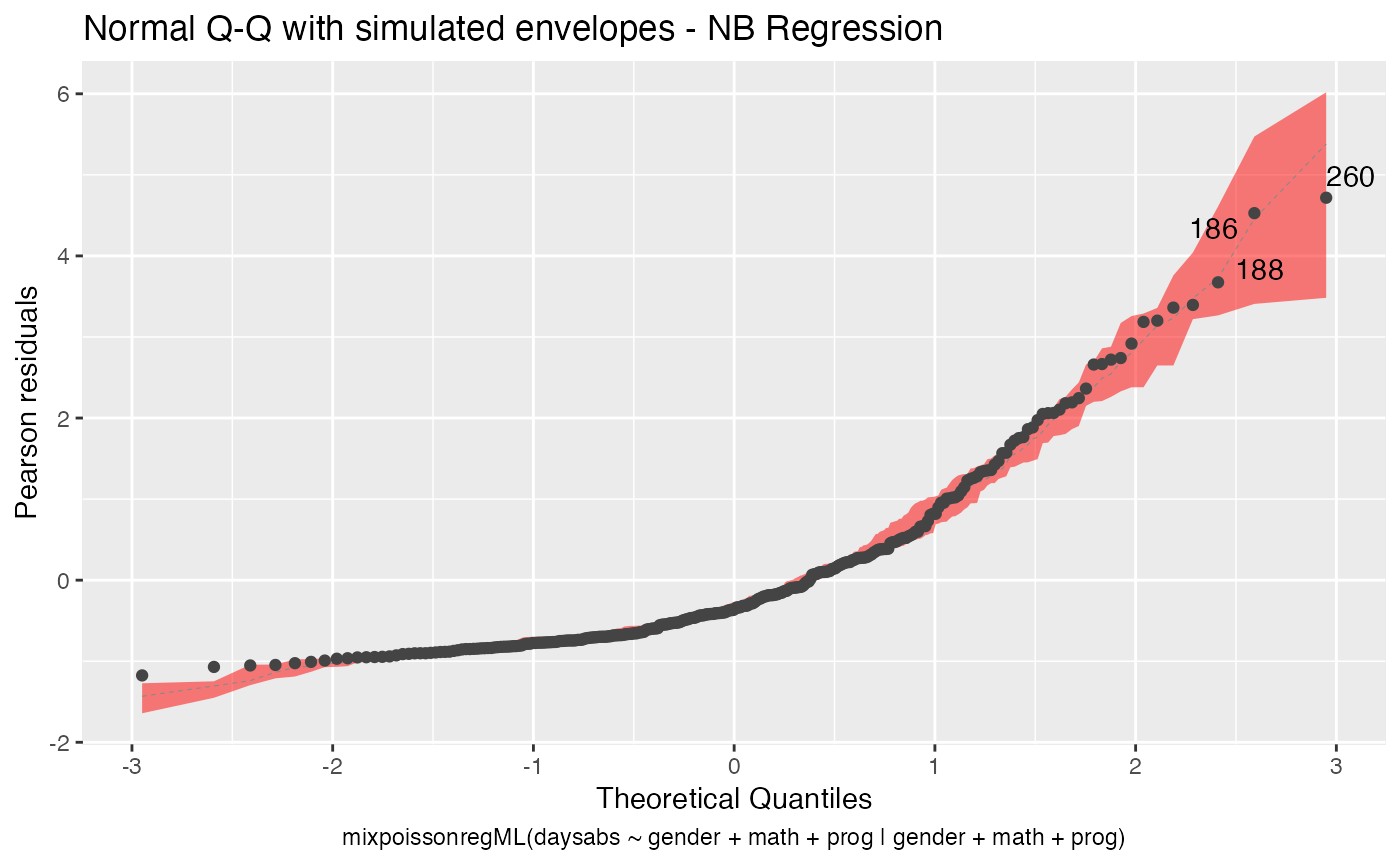 Normal Q-Q with simulated envelopes - NB Regression
6
4
2
0
-2
Pearson residuals
260
186
188
-3 -2 -1 0 1 2 3
Theoretical Quantiles
mixpoissonregML(daysabs ~ gender + math + prog | gender + math + prog)